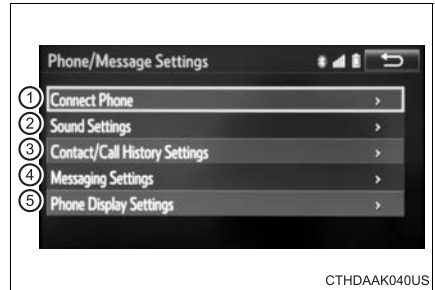 Phone/Message Settings
1 Connect Phone >
2 Sound Settings >
3 Contact/Call History Settings >
4 Messaging Settings >
5 Phone Display Settings >
CTHDAAK040US